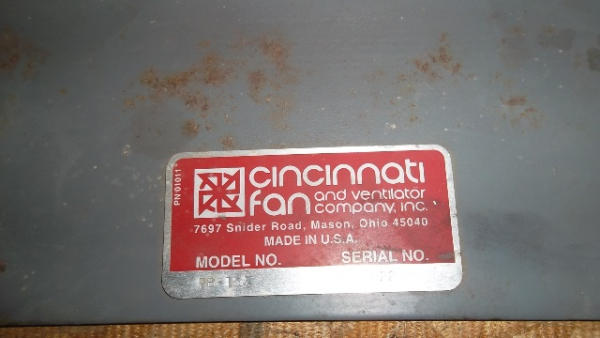 PN 01011
cincinnati
fan and ventilator
company, inc.
7697 Snider Road, Mason, Ohio 45040
MADE IN U.S.A.
MODEL NO. SERIAL NO.